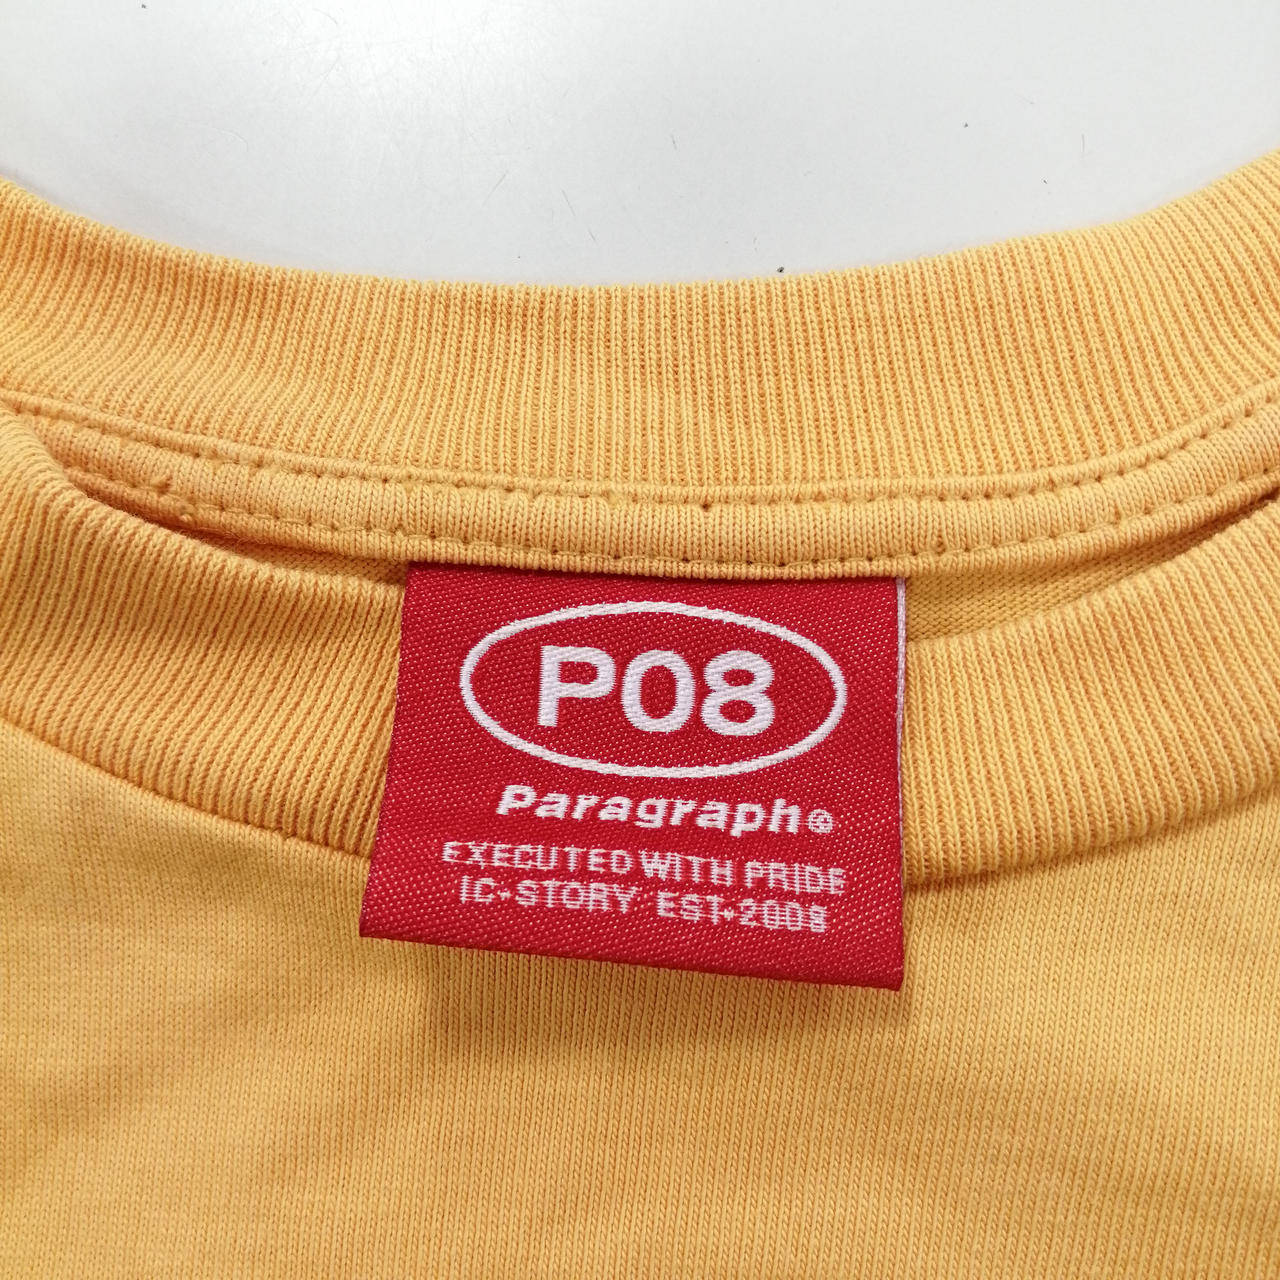 P08
Paragraph®
EXECUTED WITH PRIDE
IC-STORY EST-2008